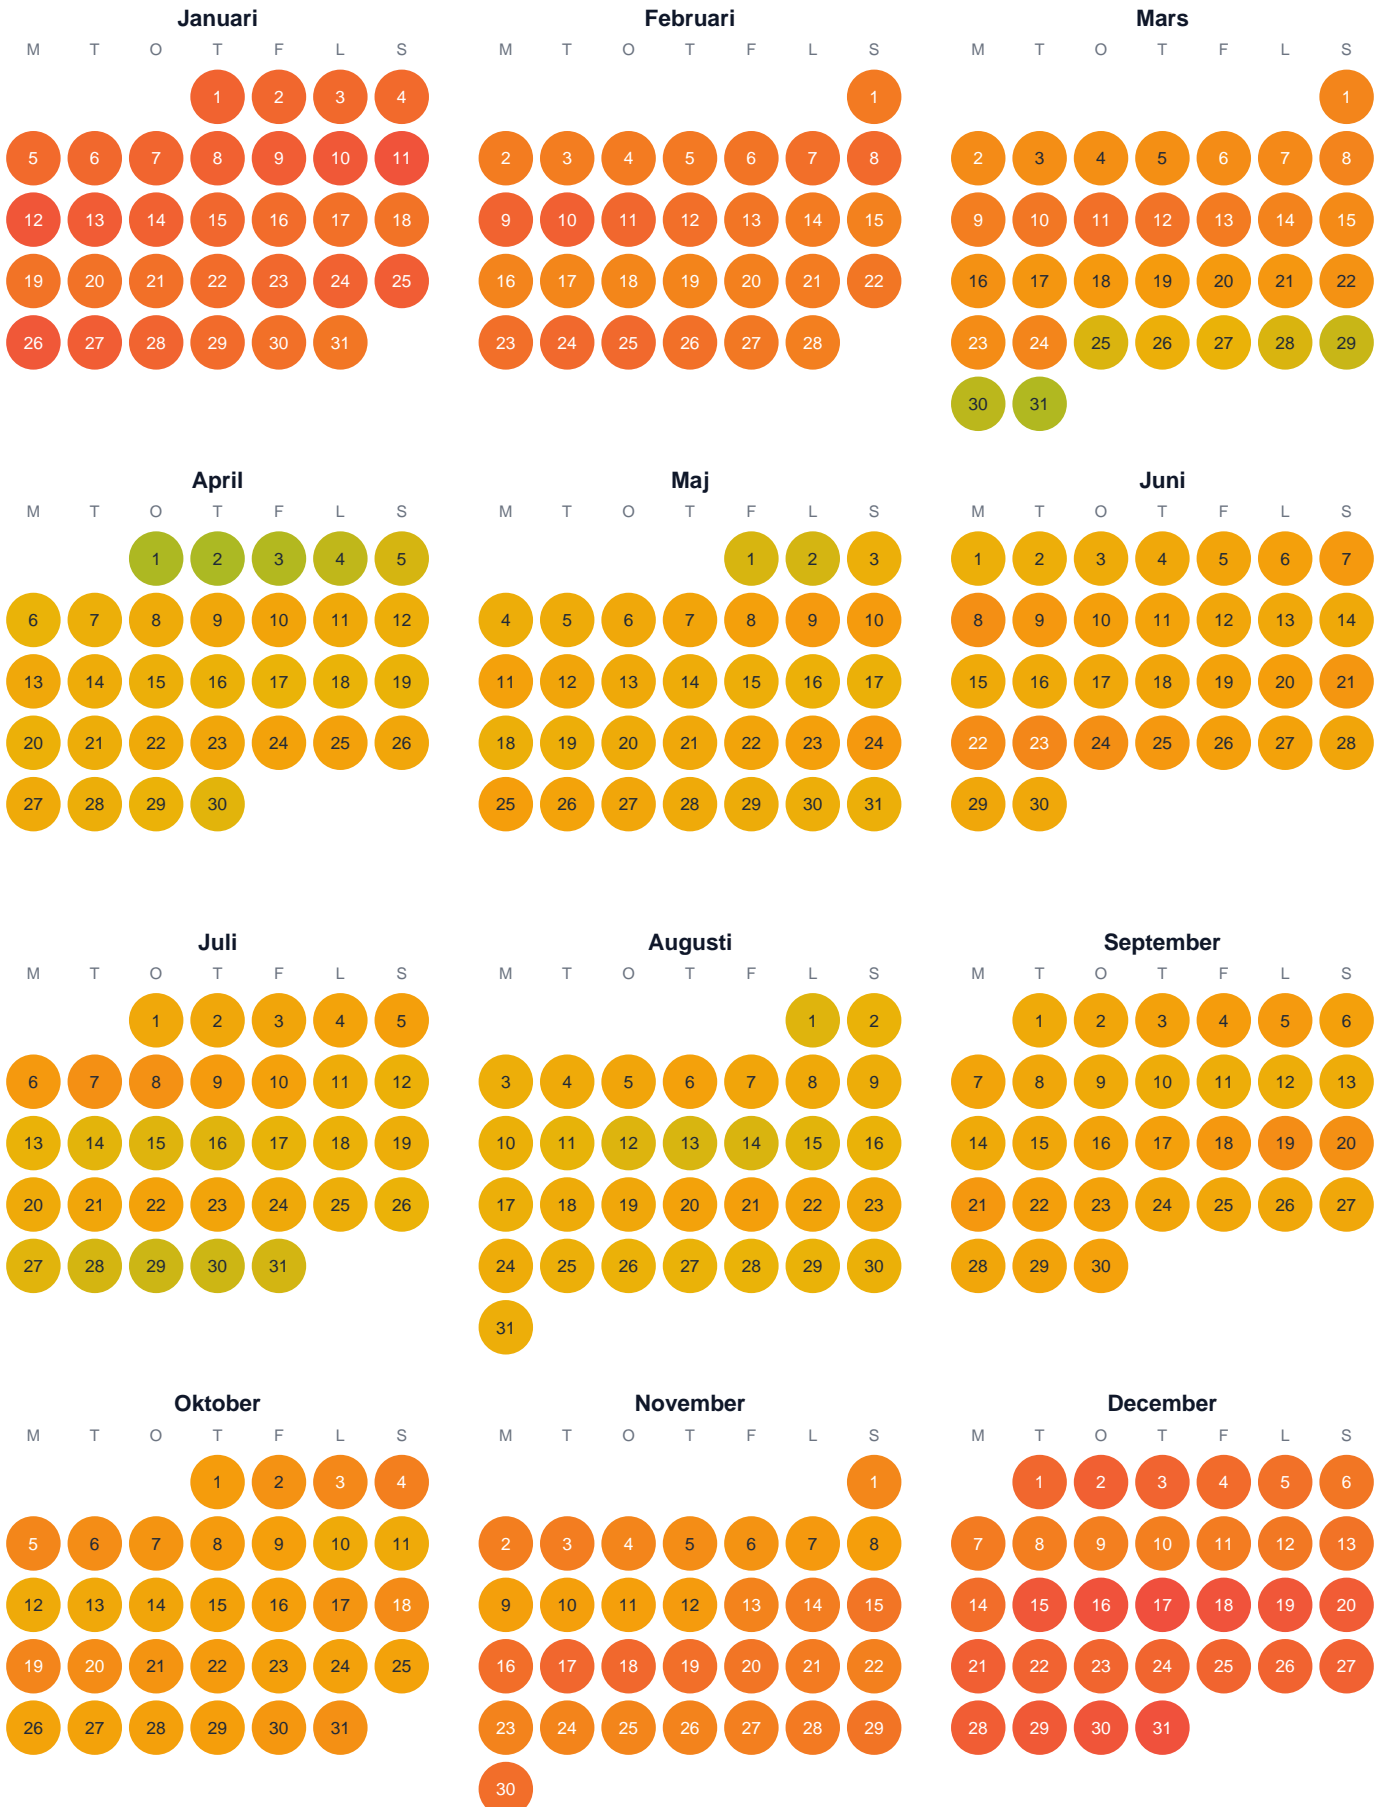 Januari Februari Mars
M T O T F L S M T O T F L S M T O T F L S
1 2 3 4 1 1
5 6 7 8 9 10 11 2 3 4 5 6 7 8 2 3 4 5 6 7 8
12 13 14 15 16 17 18 9 10 11 12 13 14 15 9 10 11 12 13 14 15
19 20 21 22 23 24 25 16 17 18 19 20 21 22 16 17 18 19 20 21 22
26 27 28 29 30 31 23 24 25 26 27 28 23 24 25 26 27 28 29
30 31
April Maj Juni
M T O T F L S M T O T F L S M T O T F L S
1 2 3 4 5 1 2 3 1 2 3 4 5 6 7
6 7 8 9 10 11 12 4 5 6 7 8 9 10 8 9 10 11 12 13 14
13 14 15 16 17 18 19 11 12 13 14 15 16 17 15 16 17 18 19 20 21
20 21 22 23 24 25 26 18 19 20 21 22 23 24 22 23 24 25 26 27 28
27 28 29 30 25 26 27 28 29 30 31 29 30
Juli Augusti September
M T O T F L S M T O T F L S M T O T F L S
1 2 3 4 5 1 2 1 2 3 4 5 6
6 7 8 9 10 11 12 3 4 5 6 7 8 9 7 8 9 10 11 12 13
13 14 15 16 17 18 19 10 11 12 13 14 15 16 14 15 16 17 18 19 20
20 21 22 23 24 25 26 17 18 19 20 21 22 23 21 22 23 24 25 26 27
27 28 29 30 31 24 25 26 27 28 29 30 28 29 30
31
Oktober November December
M T O T F L S M T O T F L S M T O T F L S
1 2 3 4 1 1 2 3 4 5 6
5 6 7 8 9 10 11 2 3 4 5 6 7 8 7 8 9 10 11 12 13
12 13 14 15 16 17 18 9 10 11 12 13 14 15 14 15 16 17 18 19 20
19 20 21 22 23 24 25 16 17 18 19 20 21 22 21 22 23 24 25 26 27
26 27 28 29 30 31 23 24 25 26 27 28 29 28 29 30 31
30